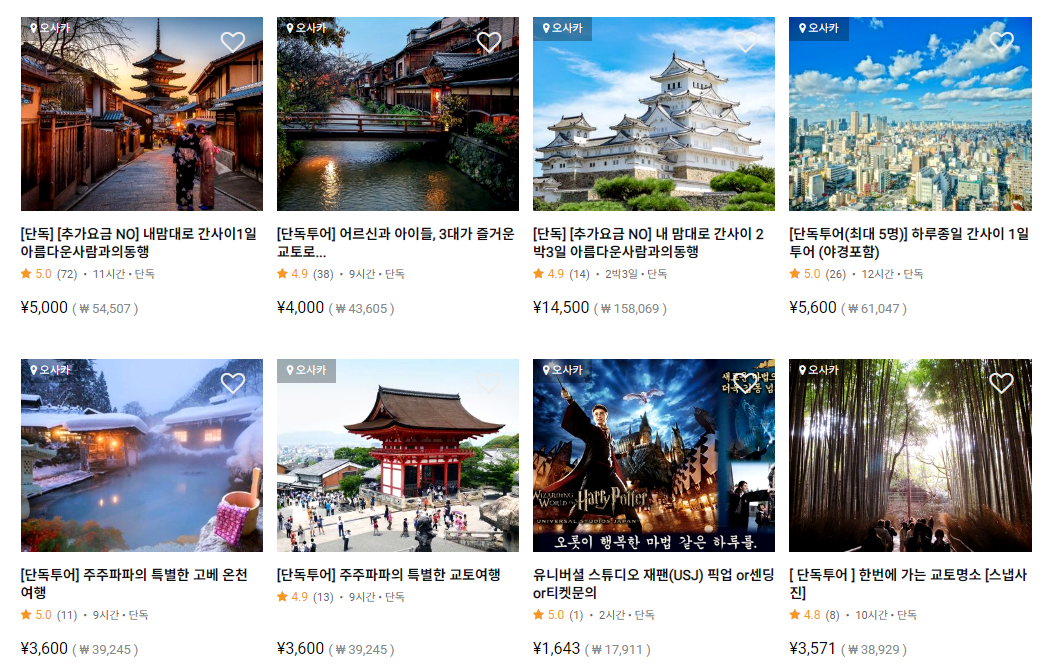 오사카
오사카
오사카
오사카
[단독] [추가요금 NO] 내맘대로 간사이1일
아름다운사람과의동행
5.0 (72) • 11시간 • 단독
¥5,000 ( ₩ 54,507 )
[단독투어] 어르신과 아이들, 3대가 즐거운
교토로...
4.9 (38) • 9시간 • 단독
¥4,000 ( ₩ 43,605 )
[단독] [추가요금 NO] 내 맘대로 간사이 2
박3일 아름다운사람과의동행
4.9 (14) • 2박3일 • 단독
¥14,500 ( ₩ 158,069 )
[단독투어(최대 5명)] 하루종일 간사이 1일
투어 (야경포함)
5.0 (26) • 12시간 • 단독
¥5,600 ( ₩ 61,047 )
오사카
오사카
오사카
오사카
새로운 마법의
더욱
WIZARDING
WORLD
Harry Potter
UNIVERSAL STUDIOS JAPAN
오롯이 행복한 마법 같은 하루를.
[단독투어] 주주파파의 특별한 고베 온천
여행
5.0 (11) • 9시간 • 단독
¥3,600 ( ₩ 39,245 )
[단독투어] 주주파파의 특별한 교토여행
4.9 (13) • 9시간 • 단독
¥3,600 ( ₩ 39,245 )
유니버셜 스튜디오 재팬(USJ) 픽업 or센딩
or티켓문의
5.0 (1) • 2시간 • 단독
¥1,643 ( ₩ 17,911 )
[ 단독투어 ] 한번에 가는 교토명소 [스냅사
진]
4.8 (8) • 10시간 • 단독
¥3,571 ( ₩ 38,929 )